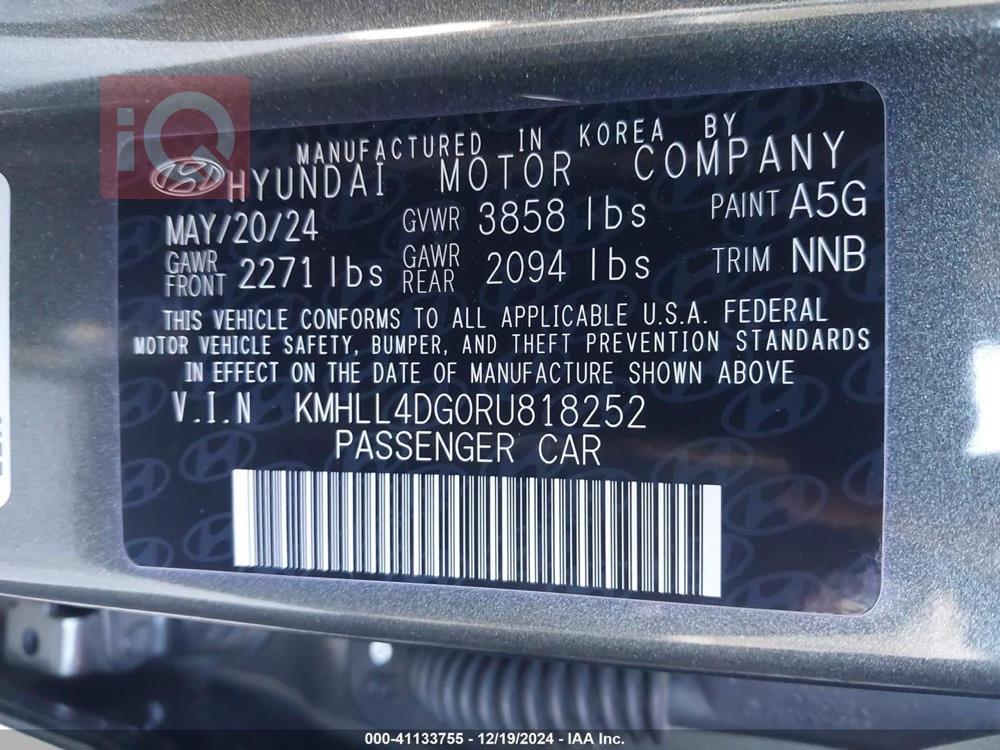 iQ
MANUFACTURED IN KOREA BY
HYUNDAI MOTOR COMPANY
MAY/20/24 GVWR 3858 lbs PAINT A5G
GAWR FRONT 2271 lbs GAWR REAR 2094 lbs TRIM NNB
THIS VEHICLE CONFORMS TO ALL APPLICABLE U.S.A. FEDERAL
MOTOR VEHICLE SAFETY, BUMPER, AND THEFT PREVENTION STANDARDS
IN EFFECT ON THE DATE OF MANUFACTURE SHOWN ABOVE
V.I.N KMHLL4DG0RU818252
PASSENGER CAR
000-41133755 - 12/19/2024 - IAA Inc.